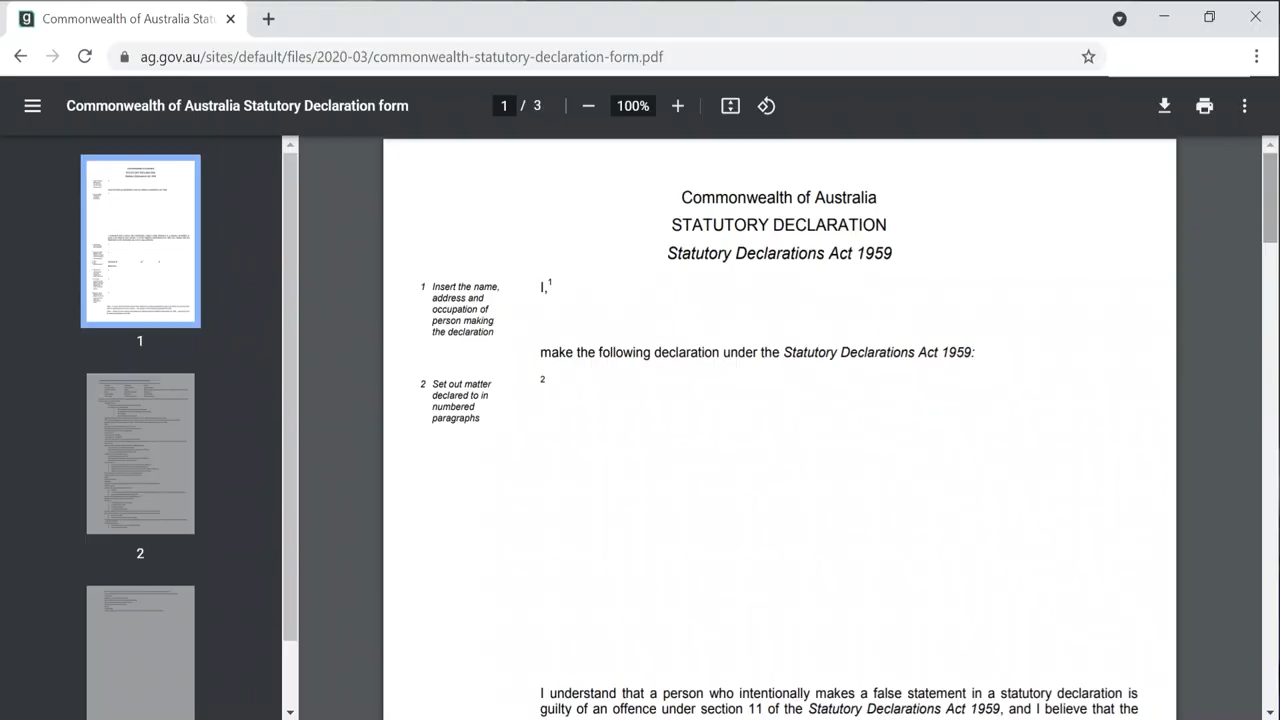 Commonwealth of Australia Stat
ag.gov.au/sites/default/files/2020-03/commonwealth-statutory-declaration-form.pdf
Commonwealth of Australia Statutory Declaration form
1 / 3
100%
1
2
Commonwealth of Australia
STATUTORY DECLARATION
Statutory Declarations Act 1959
1 Insert the name,
address and
occupation of
person making
the declaration
I,1
make the following declaration under the Statutory Declarations Act 1959:
2 Set out matter
declared to in
numbered
paragraphs
2
I understand that a person who intentionally makes a false statement in a statutory declaration is
guilty of an offence under section 11 of the Statutory Declarations Act 1959, and I believe that the